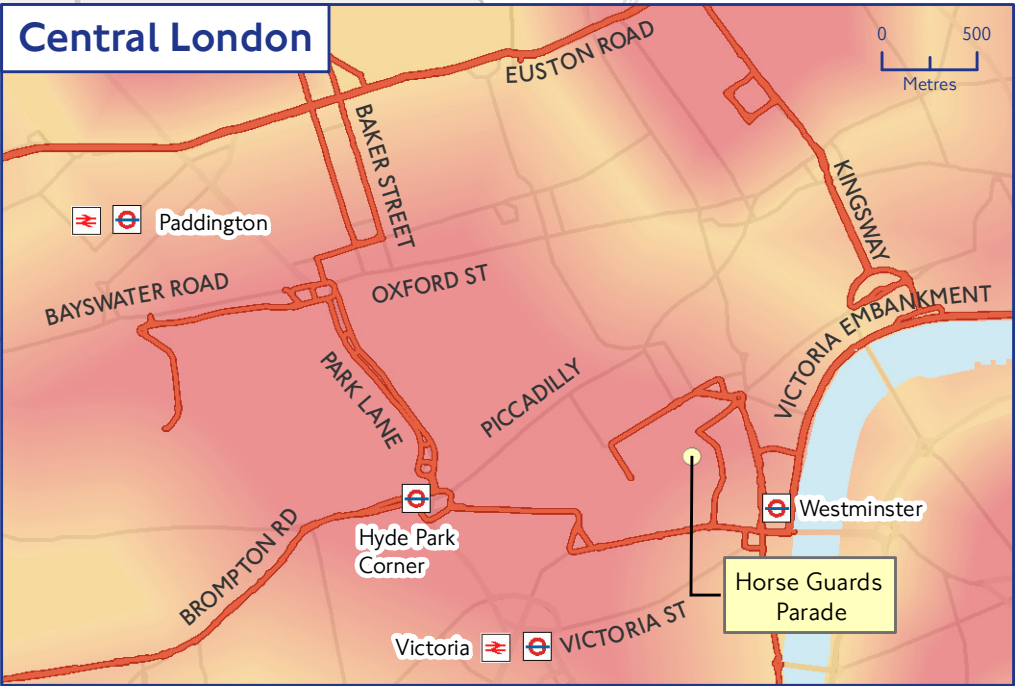 Central London
0 500
Metres
EUSTON ROAD
BAKER STREET
KINGSWAY
Paddington
BAYSWATER ROAD
OXFORD ST
VICTORIA EMBANKMENT
PARK LANE
PICCADILLY
Westminster
Hyde Park
Corner
BROMPTON RD
Horse Guards
Parade
Victoria
VICTORIA ST